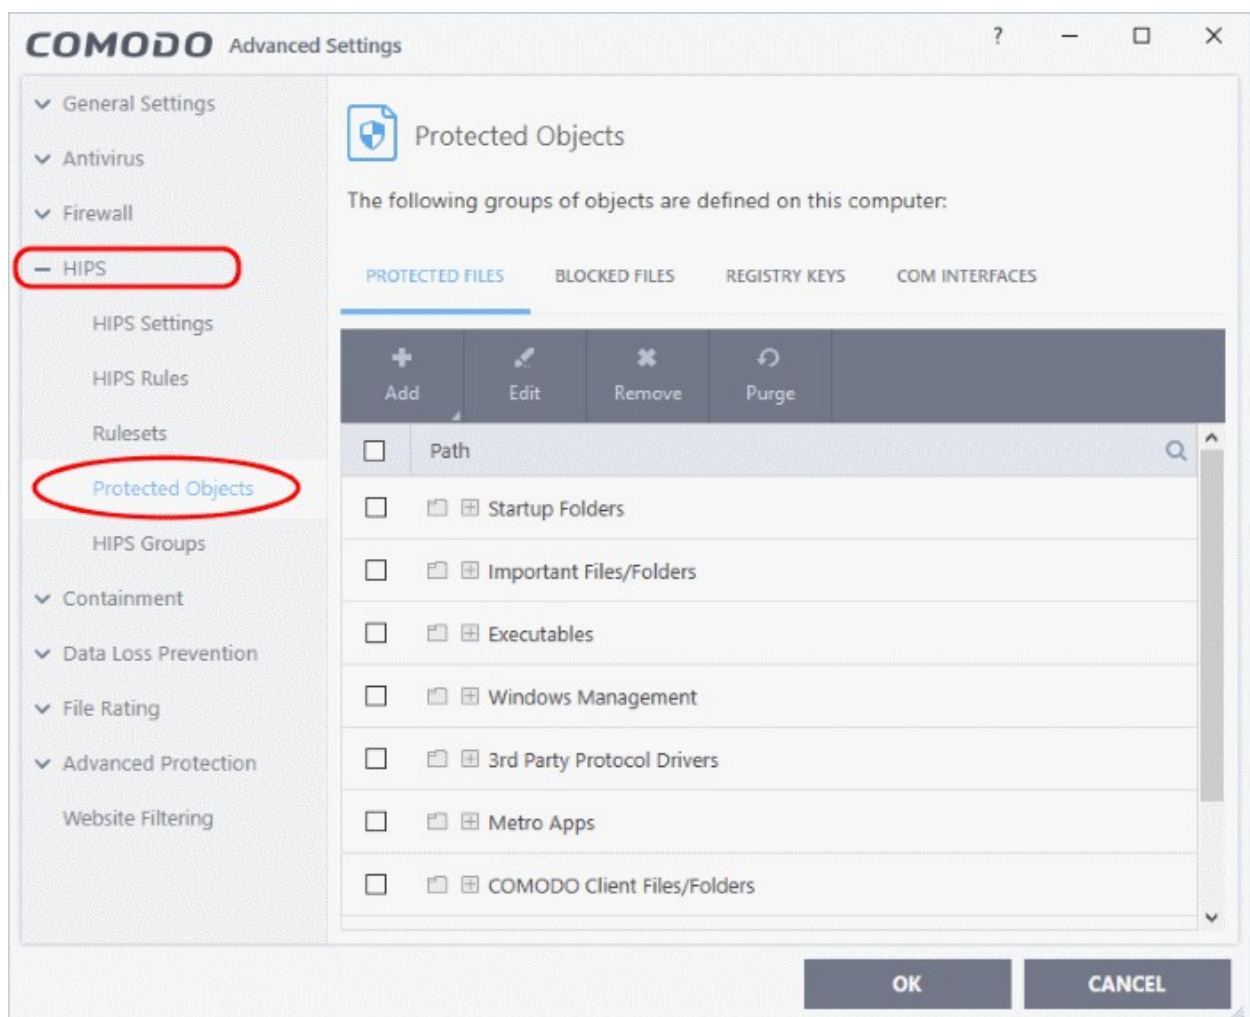 COMODO Advanced Settings ?
General Settings
Antivirus
Firewall
HIPS
HIPS Settings
HIPS Rules
Rulesets
Protected Objects
HIPS Groups
Containment
Data Loss Prevention
File Rating
Advanced Protection
Website Filtering
Protected Objects
The following groups of objects are defined on this computer:
PROTECTED FILES BLOCKED FILES REGISTRY KEYS COM INTERFACES
Add Edit Remove Purge
Path
Startup Folders
Important Files/Folders
Executables
Windows Management
3rd Party Protocol Drivers
Metro Apps
COMODO Client Files/Folders
OK CANCEL